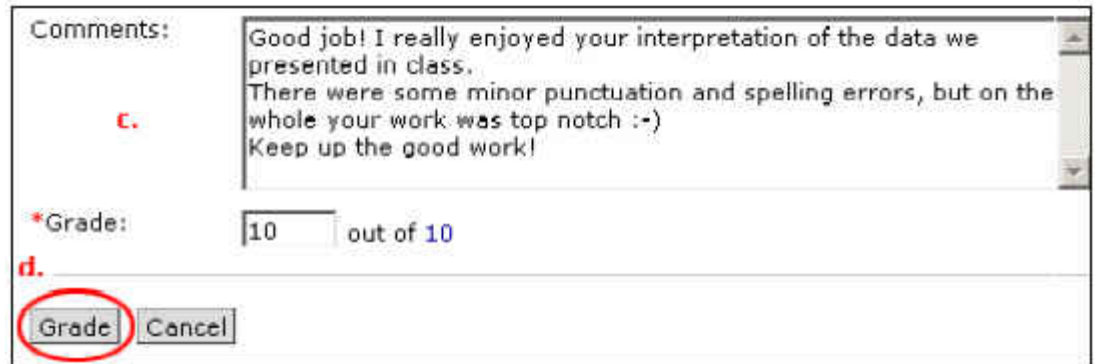 Comments:
Good job! I really enjoyed your interpretation of the data we
presented in class.
There were some minor punctuation and spelling errors, but on the
c.
whole your work was top notch :-)
Keep up the good work!
*Grade:
10 out of 10
d.
Grade Cancel